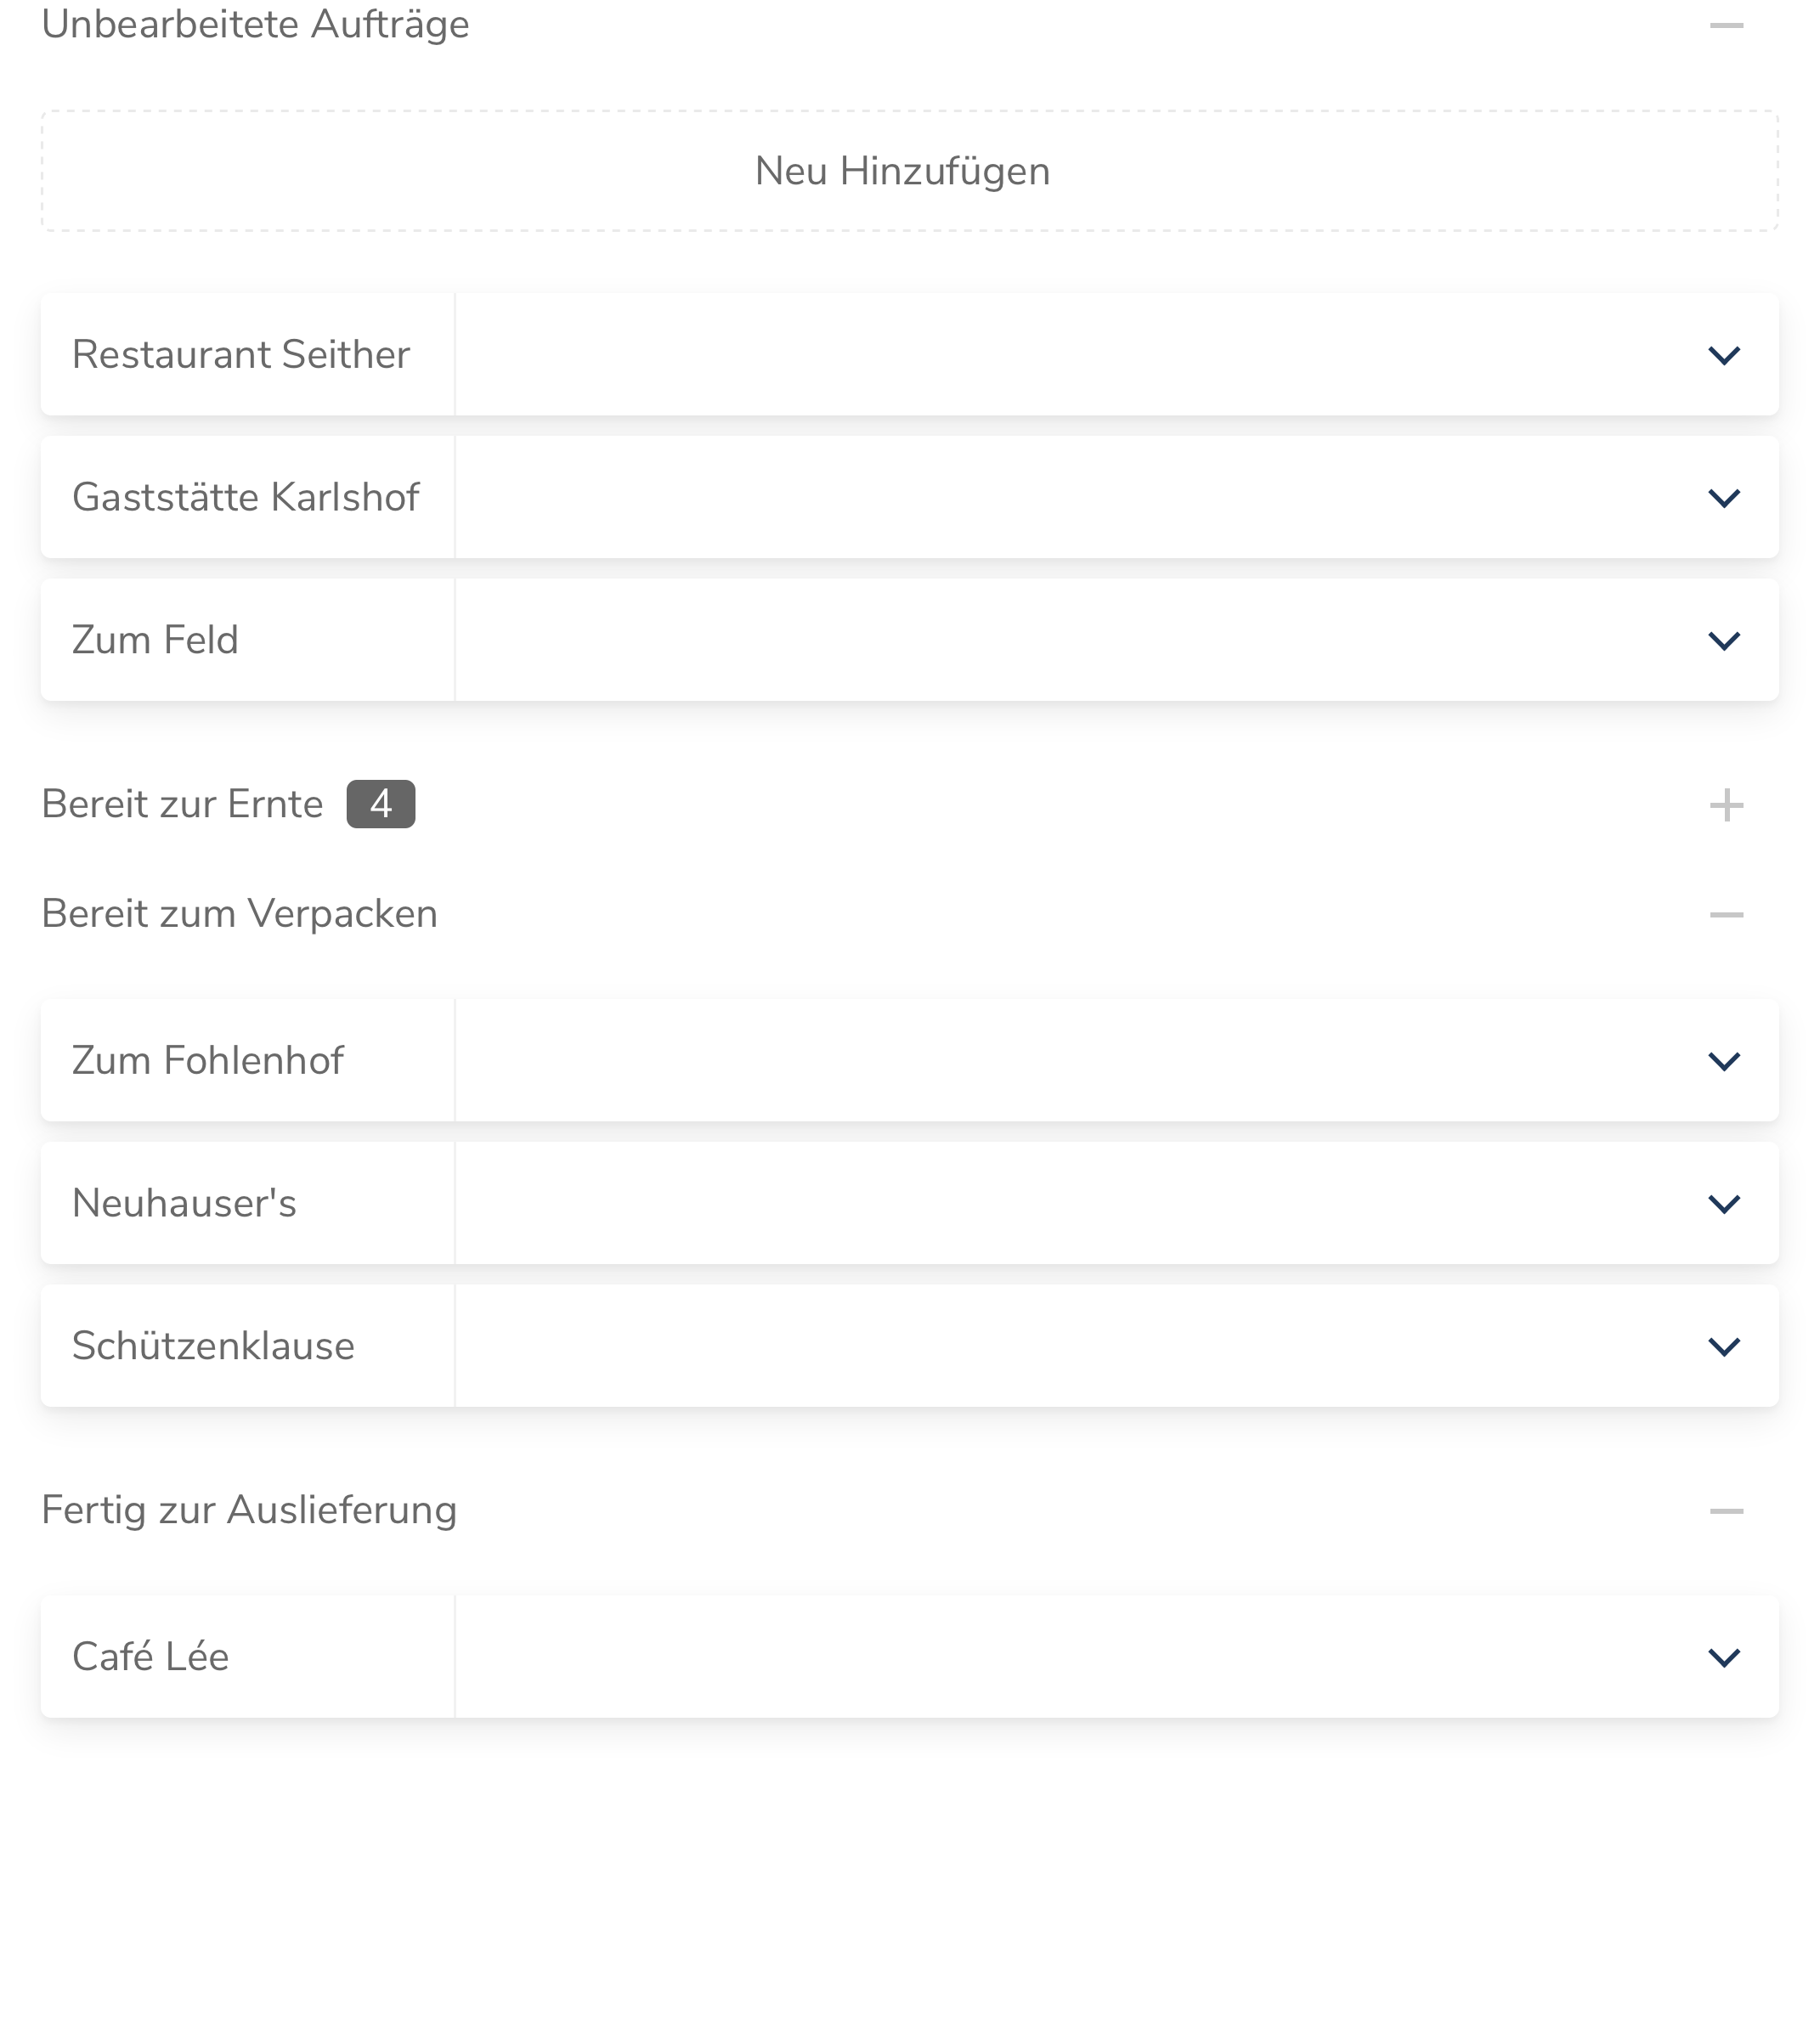 Unbearbeitete Aufträge
Neu Hinzufügen
Restaurant Seither
Gaststätte Karlshof
Zum Feld
Bereit zur Ernte 4
Bereit zum Verpacken
Zum Fohlenhof
Neuhauser's
Schützenklause
Fertig zur Auslieferung
Café Lée